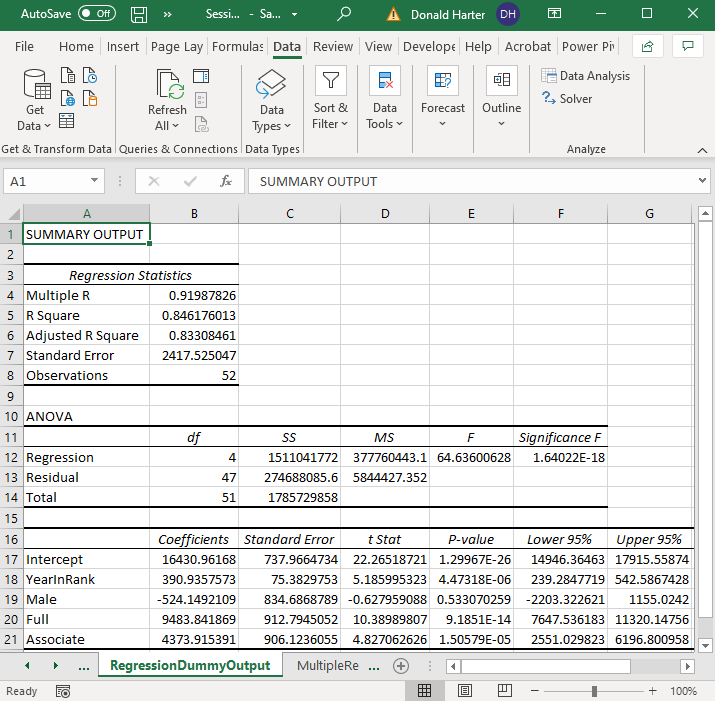 AutoSave Off » Sessi... - Sa... Donald Harter DH
File Home Insert Page Lay Formulas Data Review View Develope Help Acrobat Power Piv
Get Data Refresh All Data Types Sort & Filter Data Tools Forecast Outline Data Analysis Solver
Get & Transform Data Queries & Connections Data Types Analyze
A1 fx SUMMARY OUTPUT
A B C D E F G
1 SUMMARY OUTPUT
2
3 Regression Statistics
4 Multiple R 0.91987826
5 R Square 0.846176013
6 Adjusted R Square 0.83308461
7 Standard Error 2417.525047
8 Observations 52
9
10 ANOVA
11 df SS MS F Significance F
12 Regression 4 1511041772 377760443.1 64.63600628 1.64022E-18
13 Residual 47 274688085.6 5844427.352
14 Total 51 1785729858
15
16 Coefficients Standard Error t Stat P-value Lower 95% Upper 95%
17 Intercept 16430.96168 737.9664734 22.26518721 1.29967E-26 14946.36463 17915.55874
18 YearInRank 390.9357573 75.3829753 5.185995323 4.47318E-06 239.2847719 542.5867428
19 Male -524.1492109 834.6868789 -0.627959088 0.533070259 -2203.322621 1155.0242
20 Full 9483.841869 912.7945052 10.38989807 9.1851E-14 7647.536183 11320.14756
21 Associate 4373.915391 906.1236055 4.827062626 1.50579E-05 2551.029823 6196.800958
... RegressionDummyOutput MultipleRe ...
Ready 100%